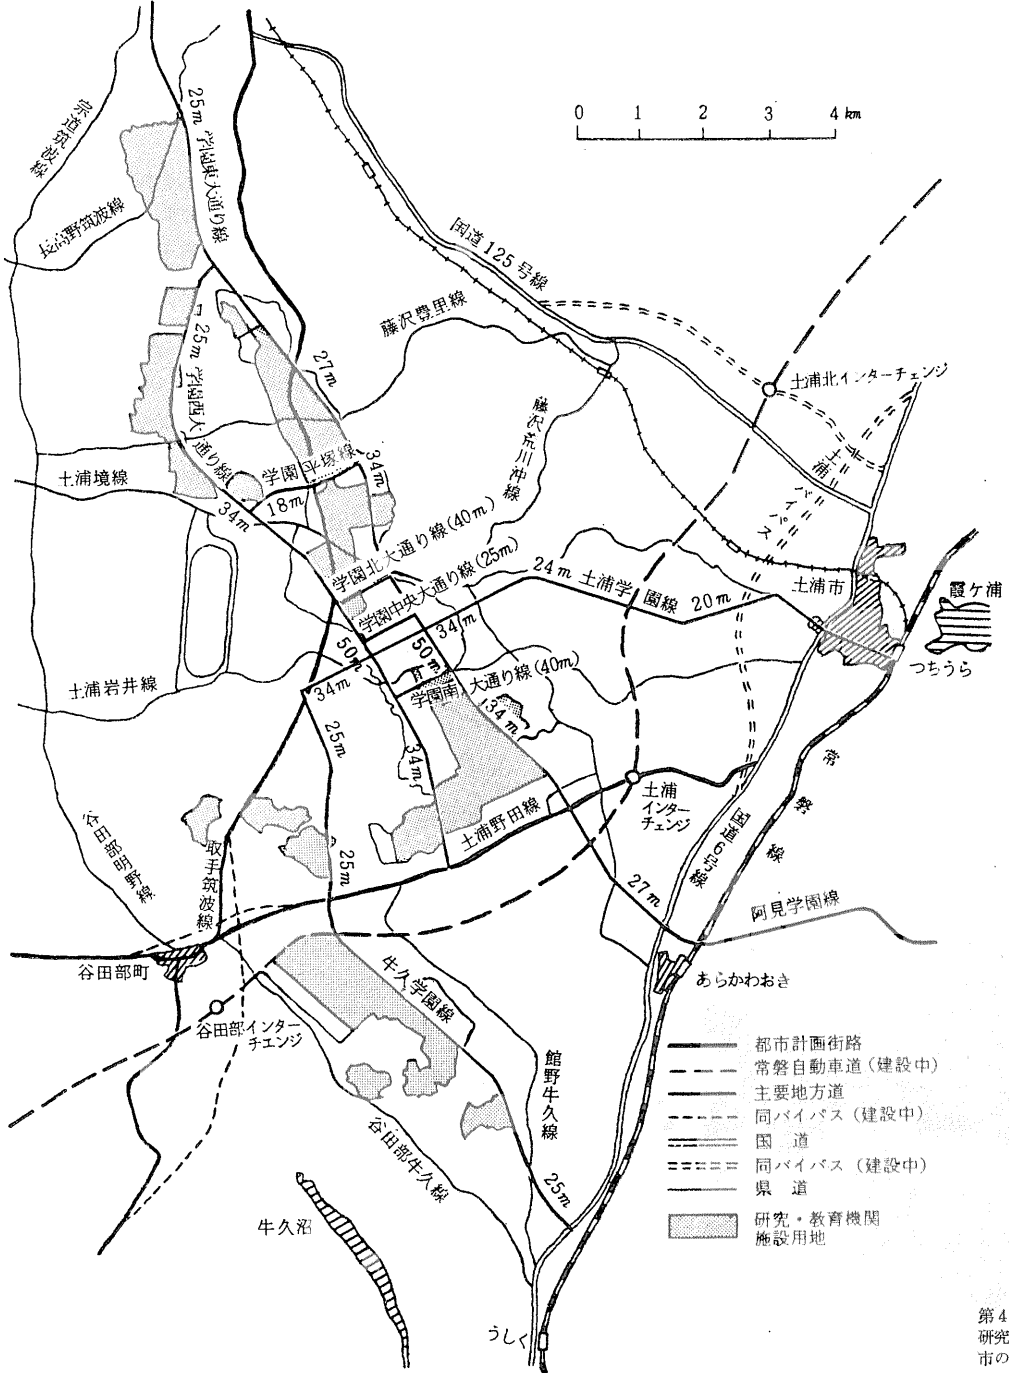 0 1 2 3 4 km
宗道筑波線
25m 学園東大通り線
長高野筑波線
国道125号線
藤沢豊里線
25m 学園西大通り線
27m
土浦北インターチェンジ
藤沢荒川沖線
土浦バイパス
土浦境線
学園平塚線
34m
18m
34m
学園北大通り線(40m)
学園中央大通り線(25m)
24m 土浦学園線 20m
土浦市
霞ケ浦
つちうら
34m
50m
50m
34m
土浦岩井線
学園南大通り線(40m)
34m
25m
34m
常磐線
土浦
インター
チェンジ
土浦野田線
国道6号線
谷田部明野線
取手筑波線
25m
27m
阿見学園線
谷田部町
あらかわおき
牛久学園線
谷田部インター
チェンジ
館野牛久線
谷田部牛久線
25m
牛久沼
うしく
都市計画街路
常磐自動車道(建設中)
主要地方道
同バイパス(建設中)
国道
同バイパス(建設中)
県道
研究・教育機関
施設用地
第4
研究
市の